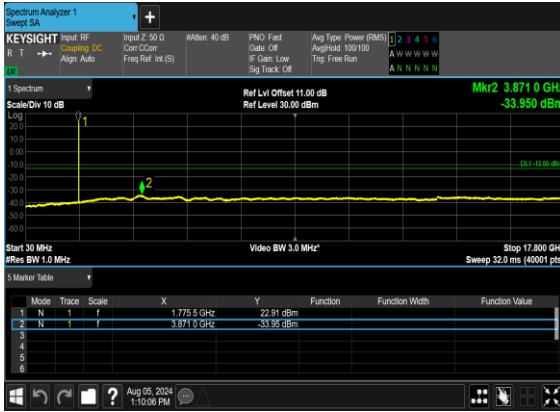 Spectrum Analyzer 1
Swept SA
+
KEYSIGHT Input: RF Input Z: 50 Ω #Atten: 40 dB PNO: Fast Avg Type: Power (RMS) 1 2 3 4 5 6
R T Coupling: DC Corr CCorr Gate: Off Avg|Hold: 100/100 A W W W W W
Align: Auto Freq Ref: Int (S) IF Gain: Low Trig: Free Run
Sig Track: Off A N N N N N
1 Spectrum Ref Lvl Offset 11.00 dB Mkr2 3.871 0 GHz
Scale/Div 10 dB Ref Level 30.00 dBm -33.950 dBm
Log
1
20.0
10.0
0.00
-10.0
DL1 -13.00 dBm
-20.0
-30.0
2
-40.0
-50.0
-60.0
Start 30 MHz Video BW 3.0 MHz* Stop 17.800 GH
#Res BW 1.0 MHz Sweep 32.0 ms (40001 pts
5 Marker Table
Mode Trace Scale X Y Function Function Width Function Value
1 N 1 f 1.775 5 GHz 22.91 dBm
2 N 1 f 3.871 0 GHz -33.95 dBm
3
4
5
6
? Aug 05, 2024
1:10:06 PM